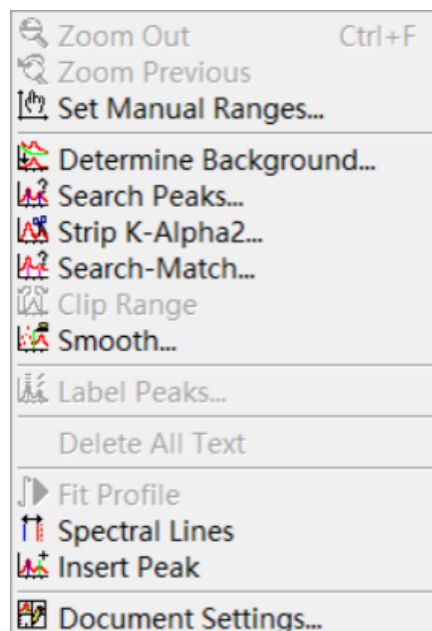 Zoom Out Ctrl+F
Zoom Previous
Set Manual Ranges...
Determine Background...
Search Peaks...
Strip K-Alpha2...
Search-Match...
Clip Range
Smooth...
Label Peaks...
Delete All Text
Fit Profile
Spectral Lines
Insert Peak
Document Settings...